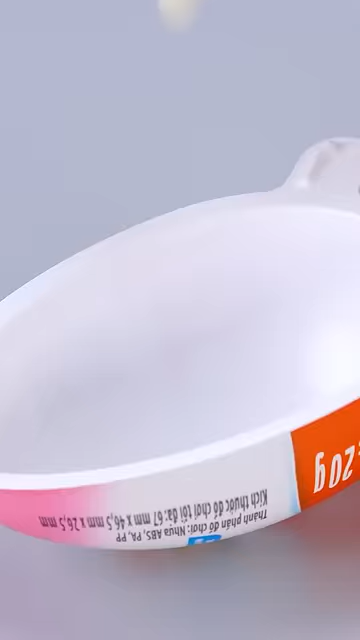 Thành phần đồ chơi: Nhựa ABS, PA, PP
Kích thước đồ chơi tối đa: 67 mm x 46,5 mm x 26,5 mm
: 20g